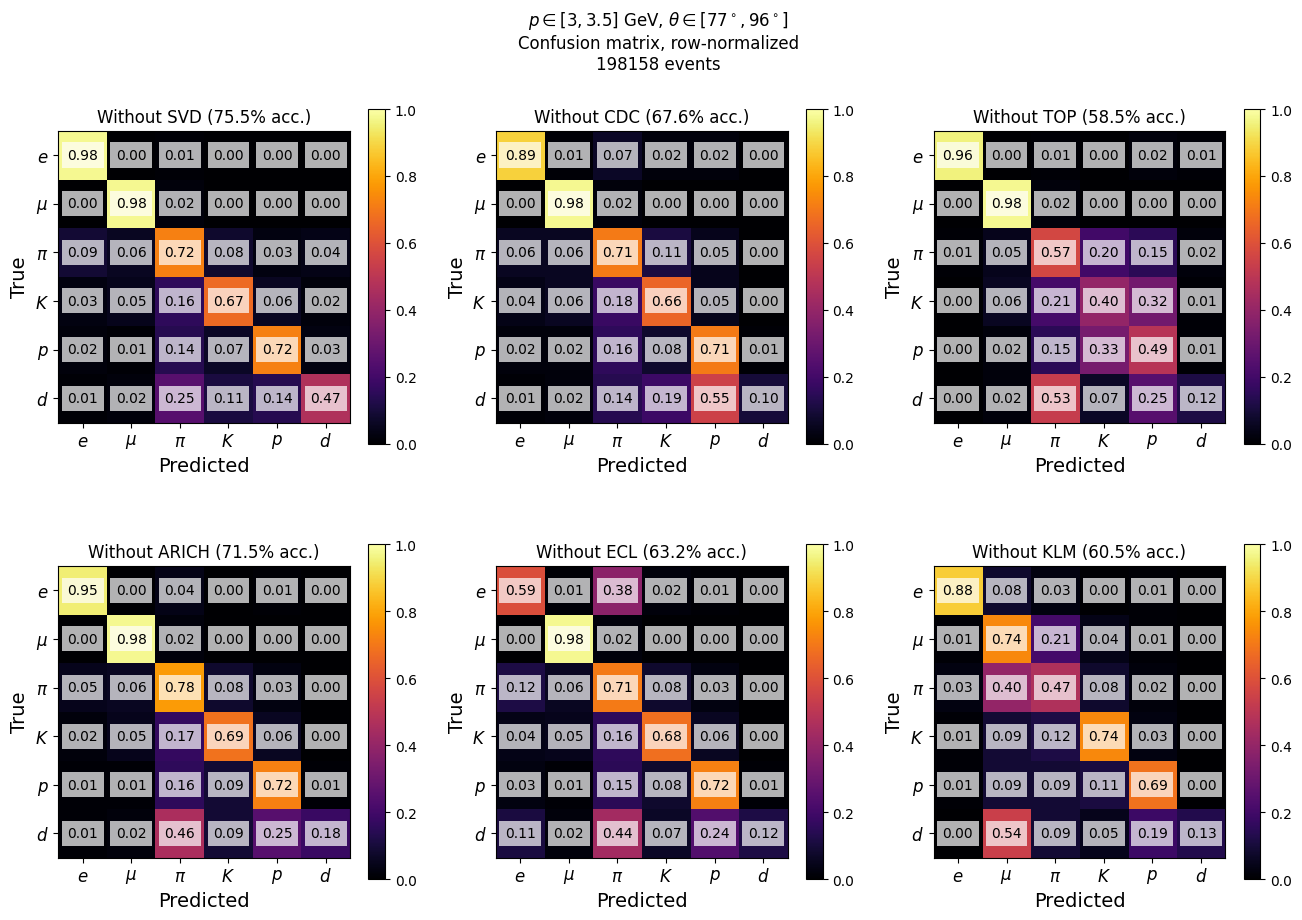 p ∈ [3, 3.5] GeV, θ ∈ [77°, 96°]
Confusion matrix, row-normalized
198158 events
Without SVD (75.5% acc.)
e 0.98 0.00 0.01 0.00 0.00 0.00
μ 0.00 0.98 0.02 0.00 0.00 0.00
π 0.09 0.06 0.72 0.08 0.03 0.04
K 0.03 0.05 0.16 0.67 0.06 0.02
p 0.02 0.01 0.14 0.07 0.72 0.03
d 0.01 0.02 0.25 0.11 0.14 0.47
e μ π K p d
Predicted
True
1.0
0.8
0.6
0.4
0.2
0.0
Without CDC (67.6% acc.)
e 0.89 0.01 0.07 0.02 0.02 0.00
μ 0.00 0.98 0.02 0.00 0.00 0.00
π 0.06 0.06 0.71 0.11 0.05 0.00
K 0.04 0.06 0.18 0.66 0.05 0.00
p 0.02 0.02 0.16 0.08 0.71 0.01
d 0.01 0.02 0.14 0.19 0.55 0.10
e μ π K p d
Predicted
True
1.0
0.8
0.6
0.4
0.2
0.0
Without TOP (58.5% acc.)
e 0.96 0.00 0.01 0.00 0.02 0.01
μ 0.00 0.98 0.02 0.00 0.00 0.00
π 0.01 0.05 0.57 0.20 0.15 0.02
K 0.00 0.06 0.21 0.40 0.32 0.01
p 0.00 0.02 0.15 0.33 0.49 0.01
d 0.00 0.02 0.53 0.07 0.25 0.12
e μ π K p d
Predicted
True
1.0
0.8
0.6
0.4
0.2
0.0
Without ARICH (71.5% acc.)
e 0.95 0.00 0.04 0.00 0.01 0.00
μ 0.00 0.98 0.02 0.00 0.00 0.00
π 0.05 0.06 0.78 0.08 0.03 0.00
K 0.02 0.05 0.17 0.69 0.06 0.00
p 0.01 0.01 0.16 0.09 0.72 0.01
d 0.01 0.02 0.46 0.09 0.25 0.18
e μ π K p d
Predicted
True
1.0
0.8
0.6
0.4
0.2
0.0
Without ECL (63.2% acc.)
e 0.59 0.01 0.38 0.02 0.01 0.00
μ 0.00 0.98 0.02 0.00 0.00 0.00
π 0.12 0.06 0.71 0.08 0.03 0.00
K 0.04 0.05 0.16 0.68 0.06 0.00
p 0.03 0.01 0.15 0.08 0.72 0.01
d 0.11 0.02 0.44 0.07 0.24 0.12
e μ π K p d
Predicted
True
1.0
0.8
0.6
0.4
0.2
0.0
Without KLM (60.5% acc.)
e 0.88 0.08 0.03 0.00 0.01 0.00
μ 0.01 0.74 0.21 0.04 0.01 0.00
π 0.03 0.40 0.47 0.08 0.02 0.00
K 0.01 0.09 0.12 0.74 0.03 0.00
p 0.01 0.09 0.09 0.11 0.69 0.01
d 0.00 0.54 0.09 0.05 0.19 0.13
e μ π K p d
Predicted
True
1.0
0.8
0.6
0.4
0.2
0.0